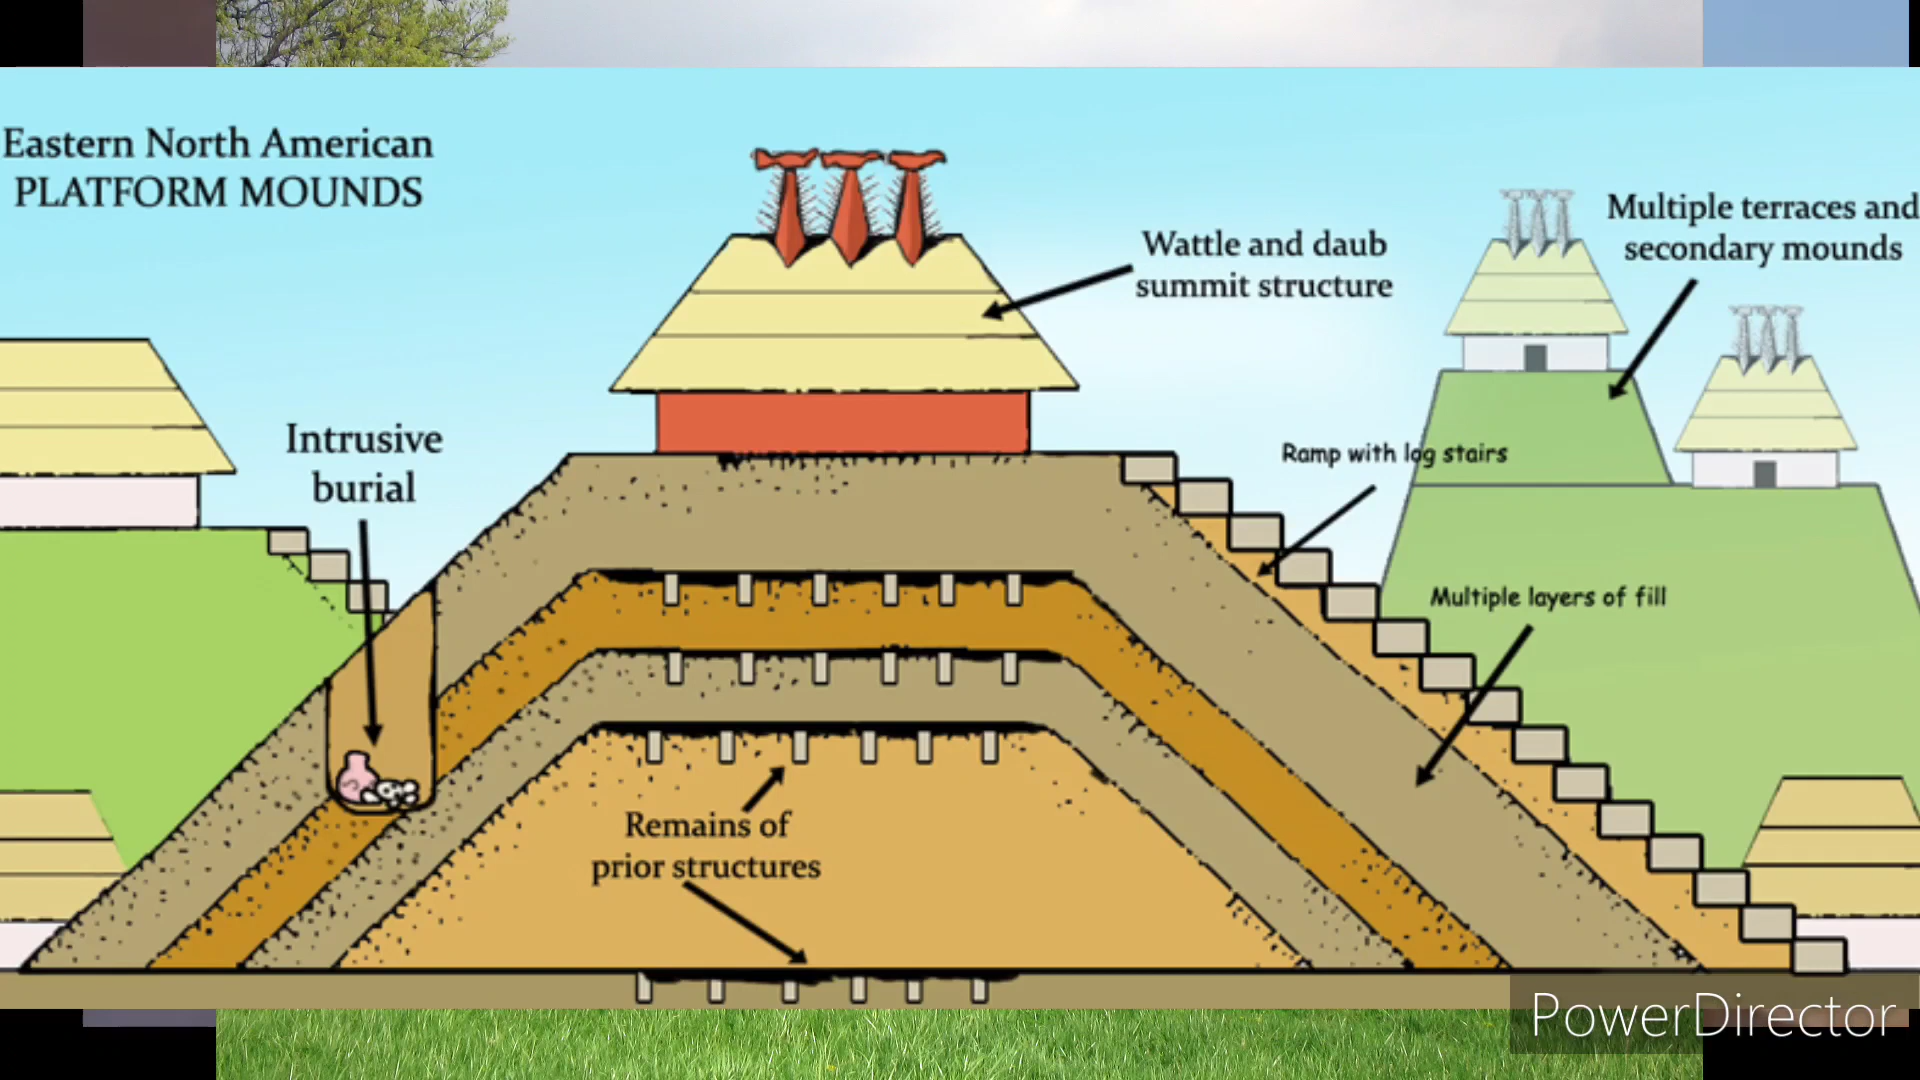 Eastern North American
PLATFORM MOUNDS
Multiple terraces and
secondary mounds
Wattle and daub
summit structure
Intrusive
burial
Ramp with log stairs
Multiple layers of fill
Remains of
prior structures
PowerDirector